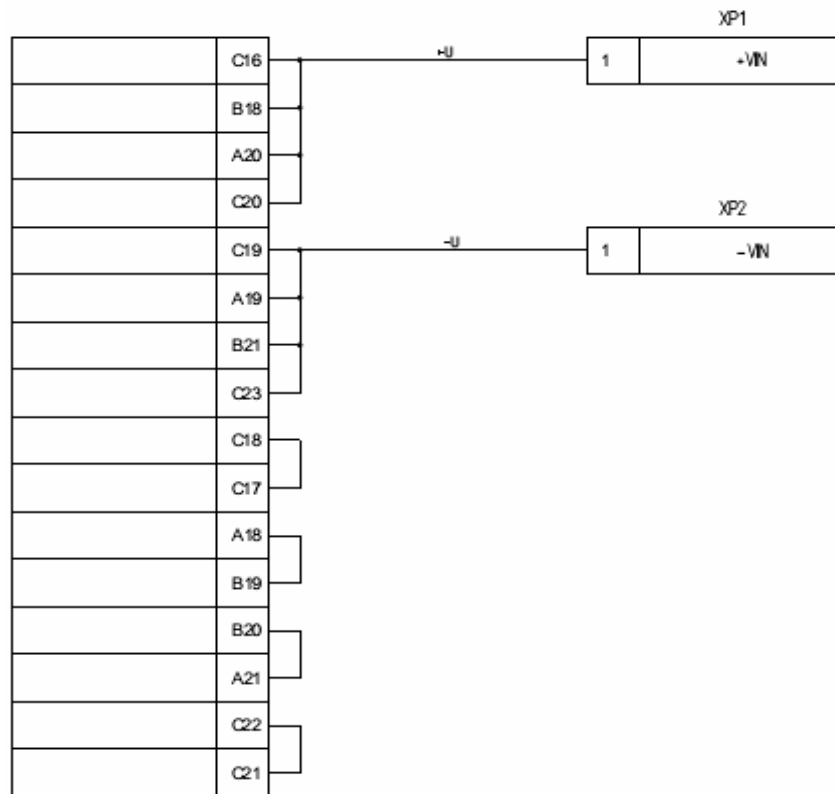 XP1
C16
+U
1
+VIN
B18
A20
C20
XP2
C19
-U
1
-VIN
A19
B21
C23
C18
C17
A18
B19
B20
A21
C22
C21